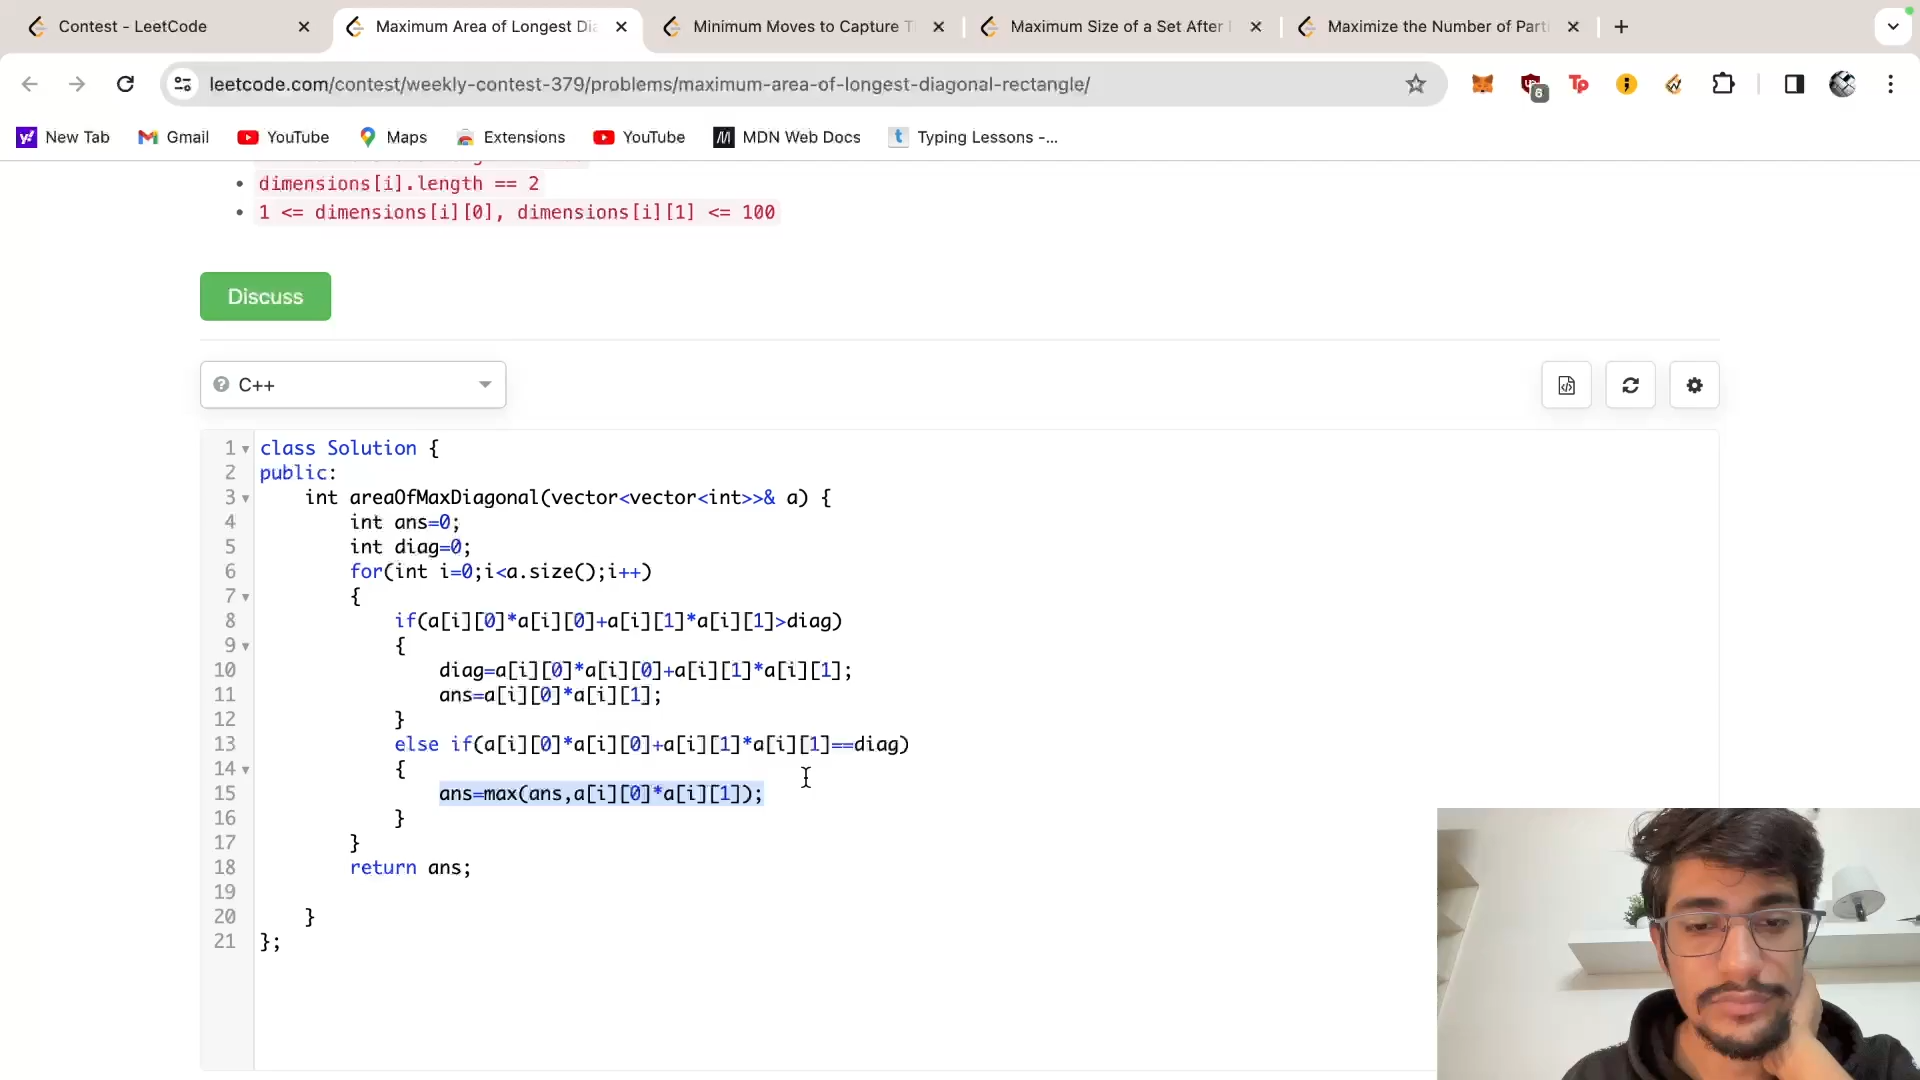 Contest - LeetCode
Maximum Area of Longest Dia
Minimum Moves to Capture T
Maximum Size of a Set After
Maximize the Number of Parti
leetcode.com/contest/weekly-contest-379/problems/maximum-area-of-longest-diagonal-rectangle/
6
Tp
New Tab
Gmail
YouTube
Maps
Extensions
YouTube
MDN Web Docs
Typing Lessons -...
dimensions[i].length == 2
1 <= dimensions[i][0], dimensions[i][1] <= 100
Discuss
C++
1 class Solution {
2 public:
3 int areaOfMaxDiagonal(vector<vector<int>>& a) {
4 int ans=0;
5 int diag=0;
6 for(int i=0;i<a.size();i++)
7 {
8 if(a[i][0]*a[i][0]+a[i][1]*a[i][1]>diag)
9 {
10 diag=a[i][0]*a[i][0]+a[i][1]*a[i][1];
11 ans=a[i][0]*a[i][1];
12 }
13 else if(a[i][0]*a[i][0]+a[i][1]*a[i][1]==diag)
14 {
15 ans=max(ans,a[i][0]*a[i][1]);
16 }
17 }
18 return ans;
19
20 }
21 };